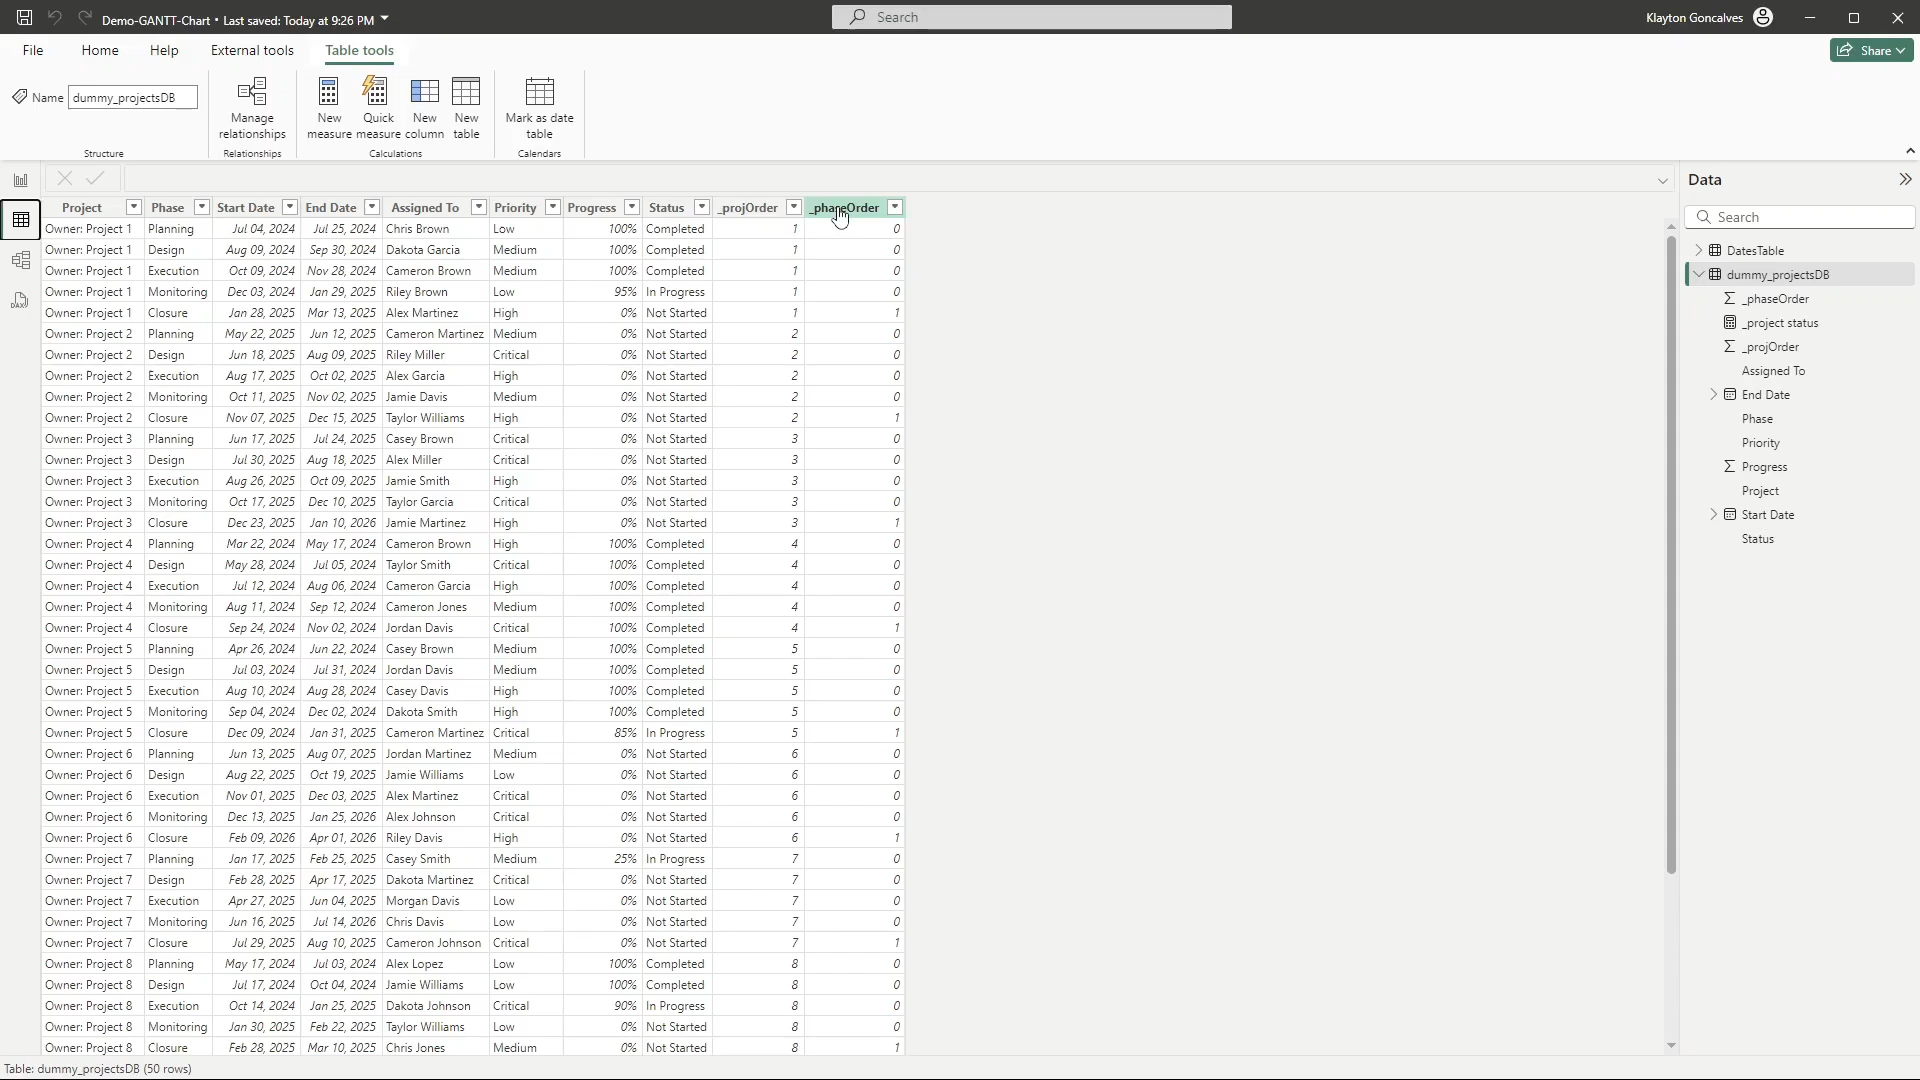 Demo-GANTT-Chart • Last saved: Today at 9:26 PM
Search
Klayton Goncalves
File Home Help External tools Table tools
Share
Name dummy_projectsDB
Manage relationships
New measure
Quick measure
New column
New table
Mark as date table
Structure Relationships Calculations Calendars
Project Phase Start Date End Date Assigned To Priority Progress Status _projOrder _phaseOrder
Owner: Project 1 Planning Jul 04, 2024 Jul 25, 2024 Chris Brown Low 100% Completed 1 0
Owner: Project 1 Design Aug 09, 2024 Sep 30, 2024 Dakota Garcia Medium 100% Completed 1 0
Owner: Project 1 Execution Oct 09, 2024 Nov 28, 2024 Cameron Brown Medium 100% Completed 1 0
Owner: Project 1 Monitoring Dec 03, 2024 Jan 29, 2025 Riley Brown Low 95% In Progress 1 0
Owner: Project 1 Closure Jan 28, 2025 Mar 13, 2025 Alex Martinez High 0% Not Started 1 1
Owner: Project 2 Planning May 22, 2025 Jun 12, 2025 Cameron Martinez Medium 0% Not Started 2 0
Owner: Project 2 Design Jun 18, 2025 Aug 09, 2025 Riley Miller Critical 0% Not Started 2 0
Owner: Project 2 Execution Aug 17, 2025 Oct 02, 2025 Alex Garcia High 0% Not Started 2 0
Owner: Project 2 Monitoring Oct 11, 2025 Nov 02, 2025 Jamie Davis Medium 0% Not Started 2 0
Owner: Project 2 Closure Nov 07, 2025 Dec 15, 2025 Taylor Williams High 0% Not Started 2 1
Owner: Project 3 Planning Jun 17, 2025 Jul 24, 2025 Casey Brown Critical 0% Not Started 3 0
Owner: Project 3 Design Jul 30, 2025 Aug 18, 2025 Alex Miller Critical 0% Not Started 3 0
Owner: Project 3 Execution Aug 26, 2025 Oct 09, 2025 Jamie Smith High 0% Not Started 3 0
Owner: Project 3 Monitoring Oct 17, 2025 Dec 10, 2025 Taylor Garcia Critical 0% Not Started 3 0
Owner: Project 3 Closure Dec 23, 2025 Jan 10, 2026 Jamie Martinez High 0% Not Started 3 1
Owner: Project 4 Planning Mar 22, 2024 May 17, 2024 Cameron Brown High 100% Completed 4 0
Owner: Project 4 Design May 28, 2024 Jul 05, 2024 Taylor Smith Critical 100% Completed 4 0
Owner: Project 4 Execution Jul 12, 2024 Aug 06, 2024 Cameron Garcia High 100% Completed 4 0
Owner: Project 4 Monitoring Aug 11, 2024 Sep 12, 2024 Cameron Jones Medium 100% Completed 4 0
Owner: Project 4 Closure Sep 24, 2024 Nov 02, 2024 Jordan Davis Critical 100% Completed 4 1
Owner: Project 5 Planning Apr 26, 2024 Jun 22, 2024 Casey Brown Medium 100% Completed 5 0
Owner: Project 5 Design Jul 03, 2024 Jul 31, 2024 Jordan Davis Medium 100% Completed 5 0
Owner: Project 5 Execution Aug 10, 2024 Aug 28, 2024 Casey Davis High 100% Completed 5 0
Owner: Project 5 Monitoring Sep 04, 2024 Dec 02, 2024 Dakota Smith High 100% Completed 5 0
Owner: Project 5 Closure Dec 09, 2024 Jan 31, 2025 Cameron Martinez Critical 85% In Progress 5 1
Owner: Project 6 Planning Jun 13, 2025 Aug 07, 2025 Jordan Martinez Medium 0% Not Started 6 0
Owner: Project 6 Design Aug 22, 2025 Oct 19, 2025 Jamie Williams Low 0% Not Started 6 0
Owner: Project 6 Execution Nov 01, 2025 Dec 03, 2025 Alex Martinez Critical 0% Not Started 6 0
Owner: Project 6 Monitoring Dec 13, 2025 Jan 25, 2026 Alex Johnson Critical 0% Not Started 6 0
Owner: Project 6 Closure Feb 09, 2026 Apr 01, 2026 Riley Davis High 0% Not Started 6 1
Owner: Project 7 Planning Jan 17, 2025 Feb 25, 2025 Casey Smith Medium 25% In Progress 7 0
Owner: Project 7 Design Feb 28, 2025 Apr 17, 2025 Dakota Martinez Critical 0% Not Started 7 0
Owner: Project 7 Execution Apr 27, 2025 Jun 04, 2025 Morgan Davis Low 0% Not Started 7 0
Owner: Project 7 Monitoring Jun 16, 2025 Jul 14, 2026 Chris Davis Low 0% Not Started 7 0
Owner: Project 7 Closure Jul 29, 2025 Aug 10, 2025 Cameron Johnson Critical 0% Not Started 7 1
Owner: Project 8 Planning May 17, 2024 Jul 03, 2024 Alex Lopez Low 100% Completed 8 0
Owner: Project 8 Design Jul 17, 2024 Oct 04, 2024 Jamie Williams Low 100% Completed 8 0
Owner: Project 8 Execution Oct 14, 2024 Jan 25, 2025 Dakota Johnson Critical 90% In Progress 8 0
Owner: Project 8 Monitoring Jan 30, 2025 Feb 22, 2025 Taylor Williams Low 0% Not Started 8 0
Owner: Project 8 Closure Feb 28, 2025 Mar 10, 2025 Chris Jones Medium 0% Not Started 8 1
Data
Search
DatesTable
dummy_projectsDB
_phaseOrder
_project status
_projOrder
Assigned To
End Date
Phase
Priority
Progress
Project
Start Date
Status
DAX
Table: dummy_projectsDB (50 rows)